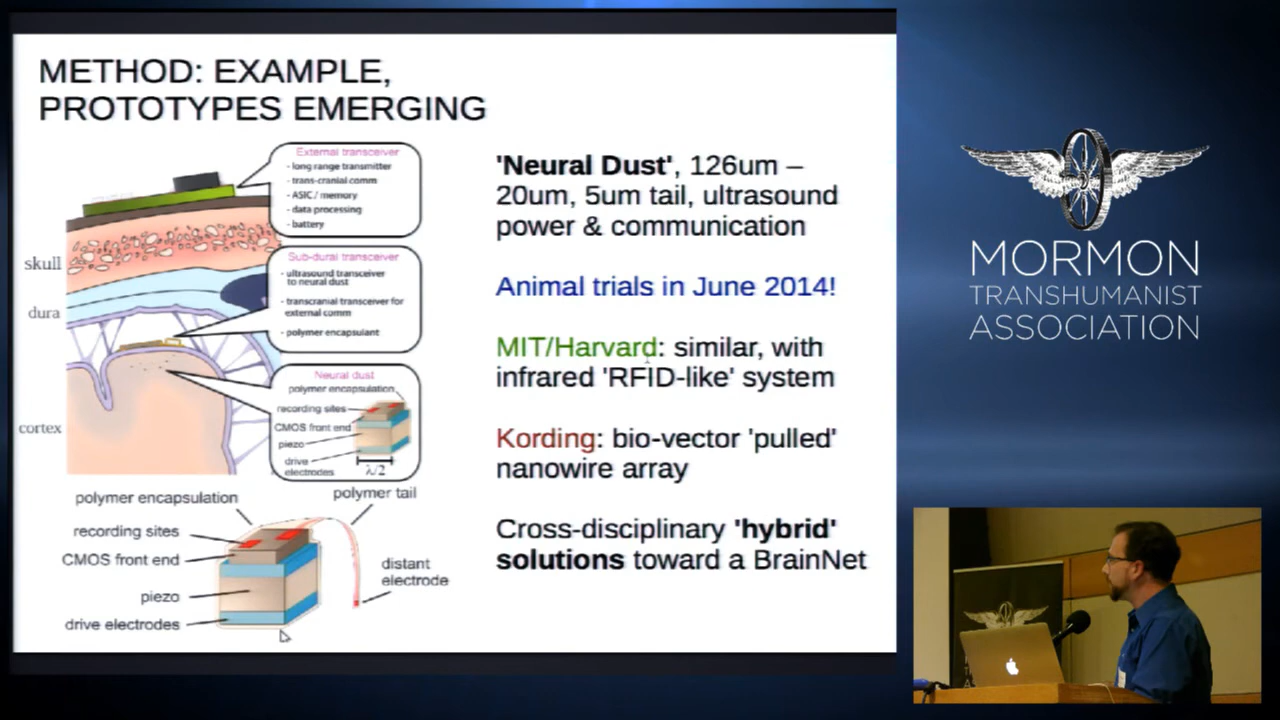 METHOD: EXAMPLE,
PROTOTYPES EMERGING
External transceiver
- long range transmitter
- trans-cranial comm
- ASIC / memory
- data processing
- battery
skull
Sub-dural transceiver
- ultrasound transceiver
to neural dust
- transcranial transceiver for
external comm
- polymer encapsulant
dura
Neural dust
polymer encapsulation
recording sites
CMOS front end
piezo
drive
electrodes
λ/2
cortex
polymer encapsulation
polymer tail
recording sites
CMOS front end
distant
electrode
piezo
drive electrodes
'Neural Dust', 126um –
20um, 5um tail, ultrasound
power & communication
Animal trials in June 2014!
MIT/Harvard: similar, with
infrared 'RFID-like' system
Kording: bio-vector 'pulled'
nanowire array
Cross-disciplinary 'hybrid'
solutions toward a BrainNet
MORMON
TRANSHUMANIST
ASSOCIATION